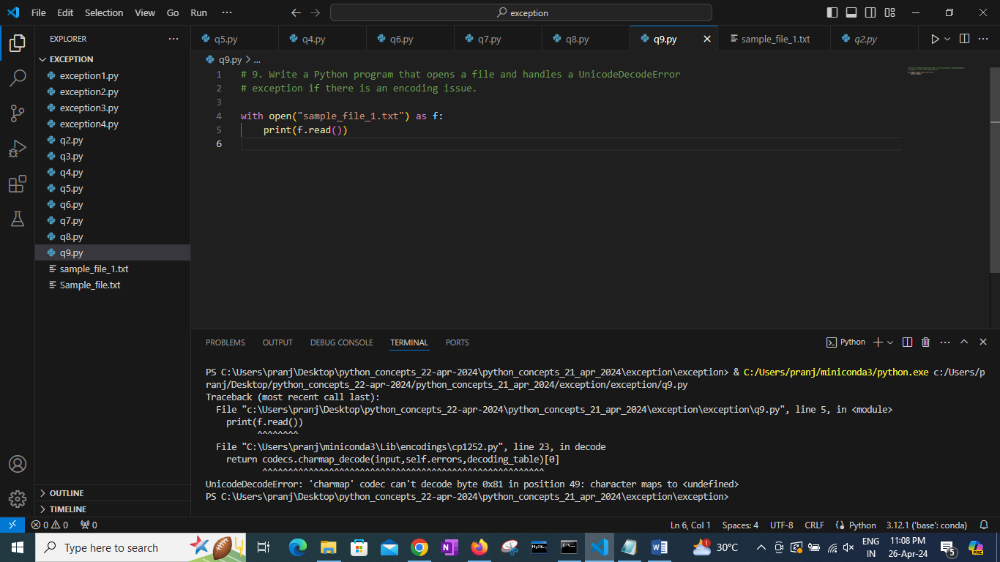 File Edit Selection View Go Run ··· exception
EXPLORER ···
EXCEPTION
exception1.py
exception2.py
exception3.py
exception4.py
q2.py
q3.py
q4.py
q5.py
q6.py
q7.py
q8.py
q9.py
sample_file_1.txt
Sample_file.txt
OUTLINE
TIMELINE
q5.py q4.py q6.py q7.py q8.py q9.py sample_file_1.txt q2.py ···
q9.py > ...
1 # 9. Write a Python program that opens a file and handles a UnicodeDecodeError
2 # exception if there is an encoding issue.
3
4 with open("sample_file_1.txt") as f:
5     print(f.read())
6
PROBLEMS OUTPUT DEBUG CONSOLE TERMINAL PORTS Python ···
PS C:\Users\pranj\Desktop\python_concepts_22-apr-2024\python_concepts_21_apr_2024\exception\exception> & C:/Users/pranj/miniconda3/python.exe c:/Users/p
ranj/Desktop/python_concepts_22-apr-2024/python_concepts_21_apr_2024/exception/exception/q9.py
Traceback (most recent call last):
  File "c:\Users\pranj\Desktop\python_concepts_22-apr-2024\python_concepts_21_apr_2024\exception\exception\q9.py", line 5, in <module>
    print(f.read())
          ^^^^^^^^
  File "C:\Users\pranj\miniconda3\Lib\encodings\cp1252.py", line 23, in decode
    return codecs.charmap_decode(input,self.errors,decoding_table)[0]
           ^^^^^^^^^^^^^^^^^^^^^^^^^^^^^^^^^^^^^^^^^^^^^^^^^^^^^^^
UnicodeDecodeError: 'charmap' codec can't decode byte 0x81 in position 49: character maps to <undefined>
PS C:\Users\pranj\Desktop\python_concepts_22-apr-2024\python_concepts_21_apr_2024\exception\exception>
0 0 0 Ln 6, Col 1 Spaces: 4 UTF-8 CRLF Python 3.12.1 ('base': conda)
Type here to search
MySQL
1
30°C
ENG
IN
11:08 PM
26-Apr-24
5
PRE